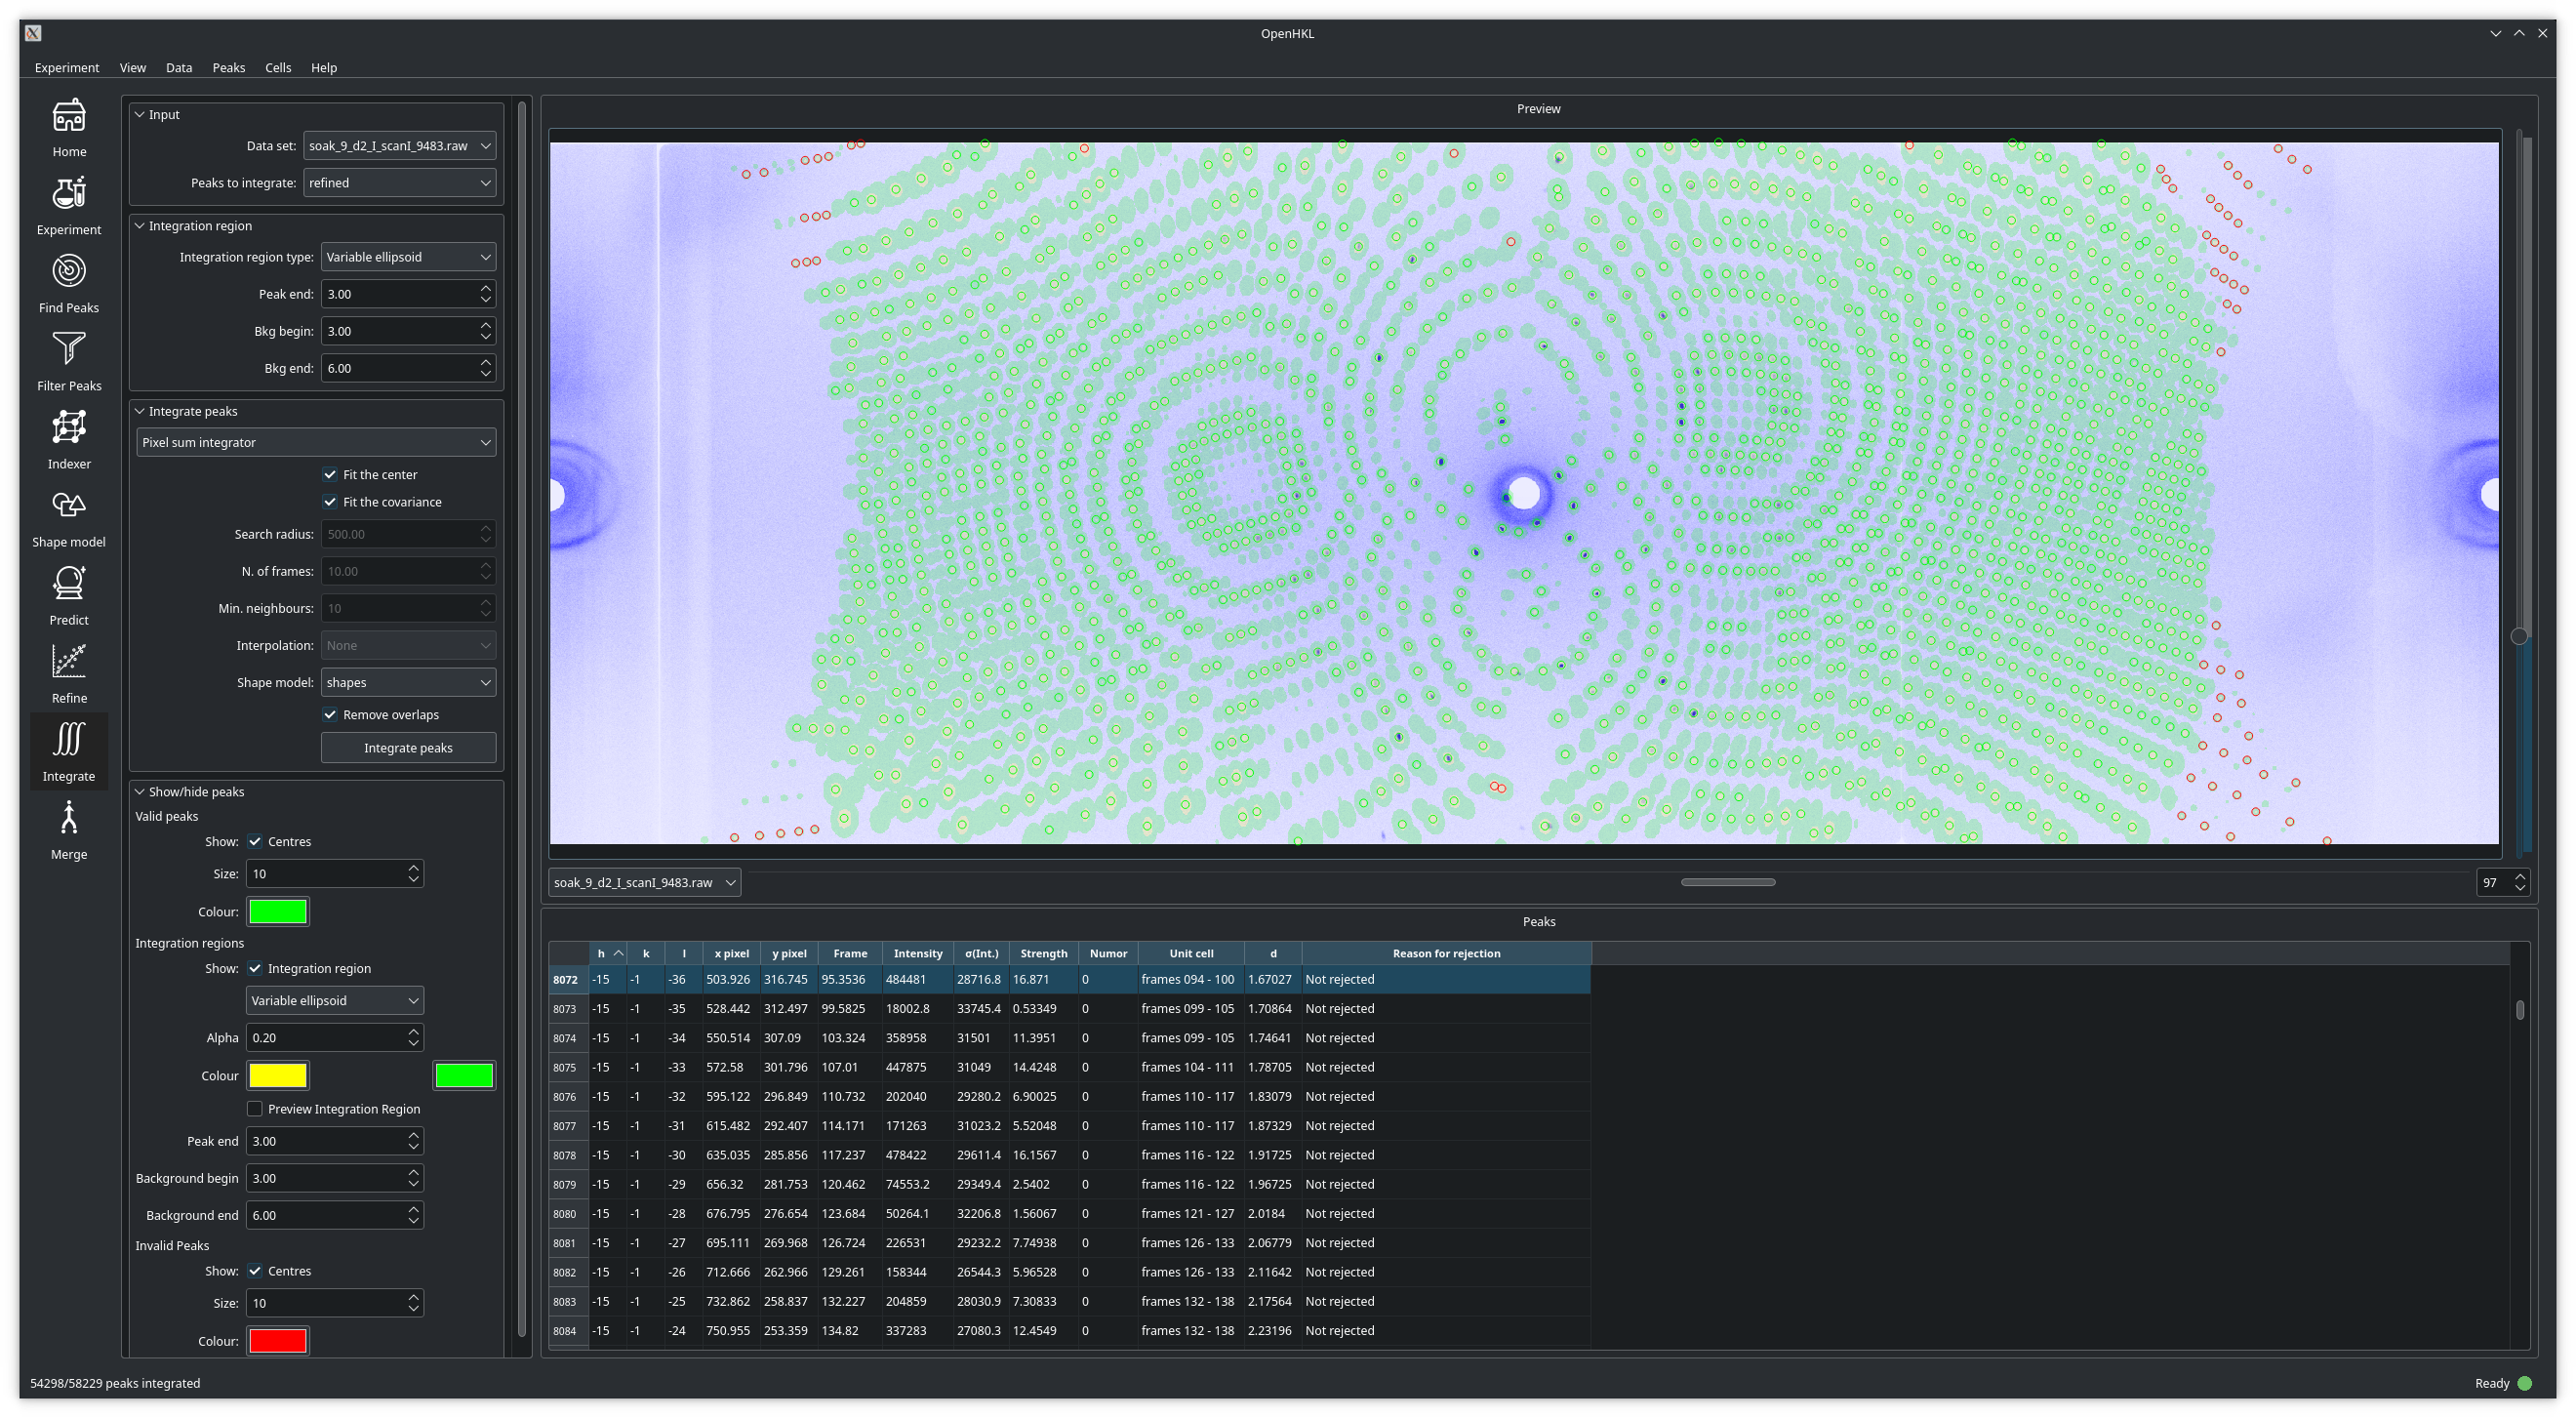 OpenHKL
Experiment View Data Peaks Cells Help
Home
Experiment
Find Peaks
Filter Peaks
Indexer
Shape model
Predict
Refine
Integrate
Merge
Input
Data set: soak_9_d2_I_scanI_9483.raw
Peaks to integrate: refined
Integration region
Integration region type: Variable ellipsoid
Peak end: 3.00
Bkg begin: 3.00
Bkg end: 6.00
Integrate peaks
Pixel sum integrator
Fit the center
Fit the covariance
Search radius: 500.00
N. of frames: 10.00
Min. neighbours: 10
Interpolation: None
Shape model: shapes
Remove overlaps
Integrate peaks
Show/hide peaks
Valid peaks
Show: Centres
Size: 10
Colour:
Integration regions
Show: Integration region
Variable ellipsoid
Alpha 0.20
Colour
Preview Integration Region
Peak end 3.00
Background begin 3.00
Background end 6.00
Invalid Peaks
Show: Centres
Size: 10
Colour:
Preview
soak_9_d2_I_scanI_9483.raw 97
Peaks
h k l x pixel y pixel Frame Intensity σ(Int.) Strength Numor Unit cell d Reason for rejection
8072 -15 -1 -36 503.926 316.745 95.3536 484481 28716.8 16.871 0 frames 094 - 100 1.67027 Not rejected
8073 -15 -1 -35 528.442 312.497 99.5825 18002.8 33745.4 0.53349 0 frames 099 - 105 1.70864 Not rejected
8074 -15 -1 -34 550.514 307.09 103.324 358958 31501 11.3951 0 frames 099 - 105 1.74641 Not rejected
8075 -15 -1 -33 572.58 301.796 107.01 447875 31049 14.4248 0 frames 104 - 111 1.78705 Not rejected
8076 -15 -1 -32 595.122 296.849 110.732 202040 29280.2 6.90025 0 frames 110 - 117 1.83079 Not rejected
8077 -15 -1 -31 615.482 292.407 114.171 171263 31023.2 5.52048 0 frames 110 - 117 1.87329 Not rejected
8078 -15 -1 -30 635.035 285.856 117.237 478422 29611.4 16.1567 0 frames 116 - 122 1.91725 Not rejected
8079 -15 -1 -29 656.32 281.753 120.462 74553.2 29349.4 2.5402 0 frames 116 - 122 1.96725 Not rejected
8080 -15 -1 -28 676.795 276.654 123.684 50264.1 32206.8 1.56067 0 frames 121 - 127 2.0184 Not rejected
8081 -15 -1 -27 695.111 269.968 126.724 226531 29232.2 7.74938 0 frames 126 - 133 2.06779 Not rejected
8082 -15 -1 -26 712.666 262.966 129.261 158344 26544.3 5.96528 0 frames 126 - 133 2.11642 Not rejected
8083 -15 -1 -25 732.862 258.837 132.227 204859 28030.9 7.30833 0 frames 132 - 138 2.17564 Not rejected
8084 -15 -1 -24 750.955 253.359 134.82 337283 27080.3 12.4549 0 frames 132 - 138 2.23196 Not rejected
54298/58229 peaks integrated Ready